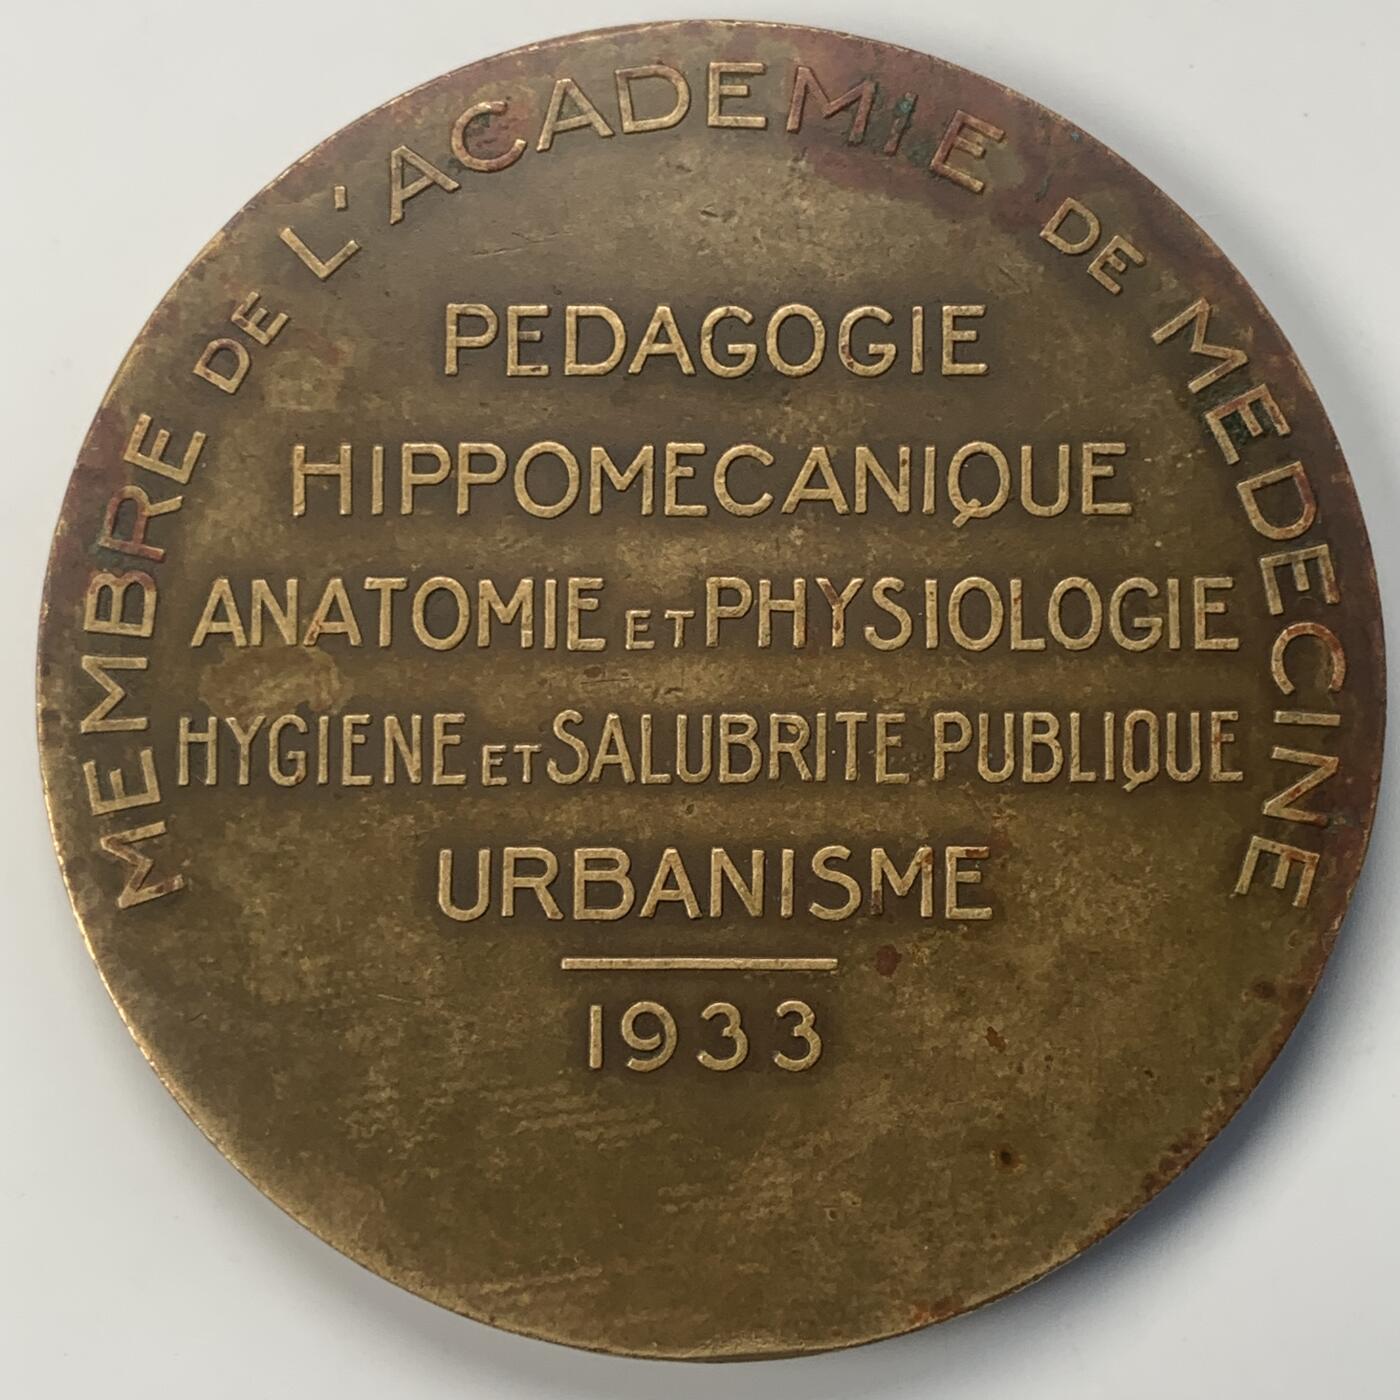 MEMBRE DE L'ACADEMIE DE MEDECINE
PEDAGOGIE
HIPPOMECANIQUE
ANATOMIE ET PHYSIOLOGIE
HYGIENE ET SALUBRITE PUBLIQUE
URBANISME
1933